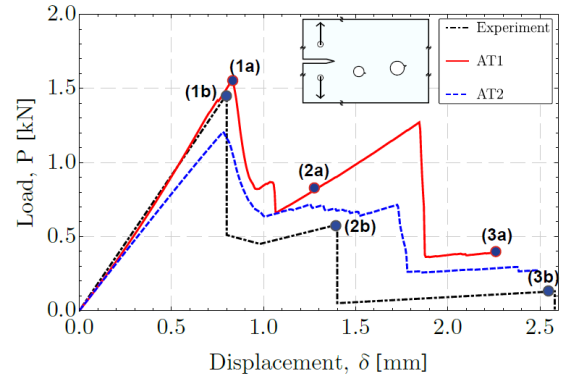 2.0
1.5
1.0
0.5
0.0
Load, P [kN]
(1a)
(1b)
(2a)
(2b)
(3a)
(3b)
Experiment
AT1
AT2
0.0 0.5 1.0 1.5 2.0 2.5
Displacement, δ [mm]